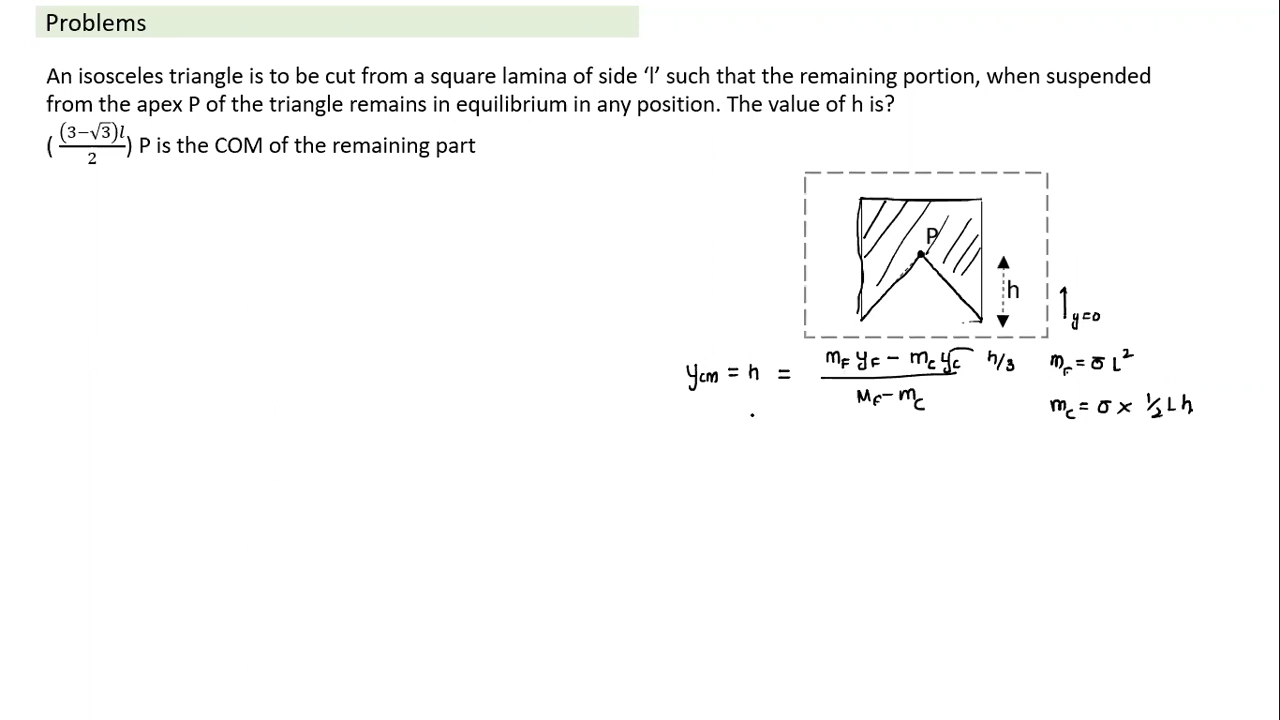 Problems
An isosceles triangle is to be cut from a square lamina of side ‘l’ such that the remaining portion, when suspended
from the apex P of the triangle remains in equilibrium in any position. The value of h is?
((3−√3)l/2) P is the COM of the remaining part
P
h
y=0
ycm = h = (mF yF − mc yc)/(MF − mc) h/3 mF = σ L²
mc = σ × ½ L h